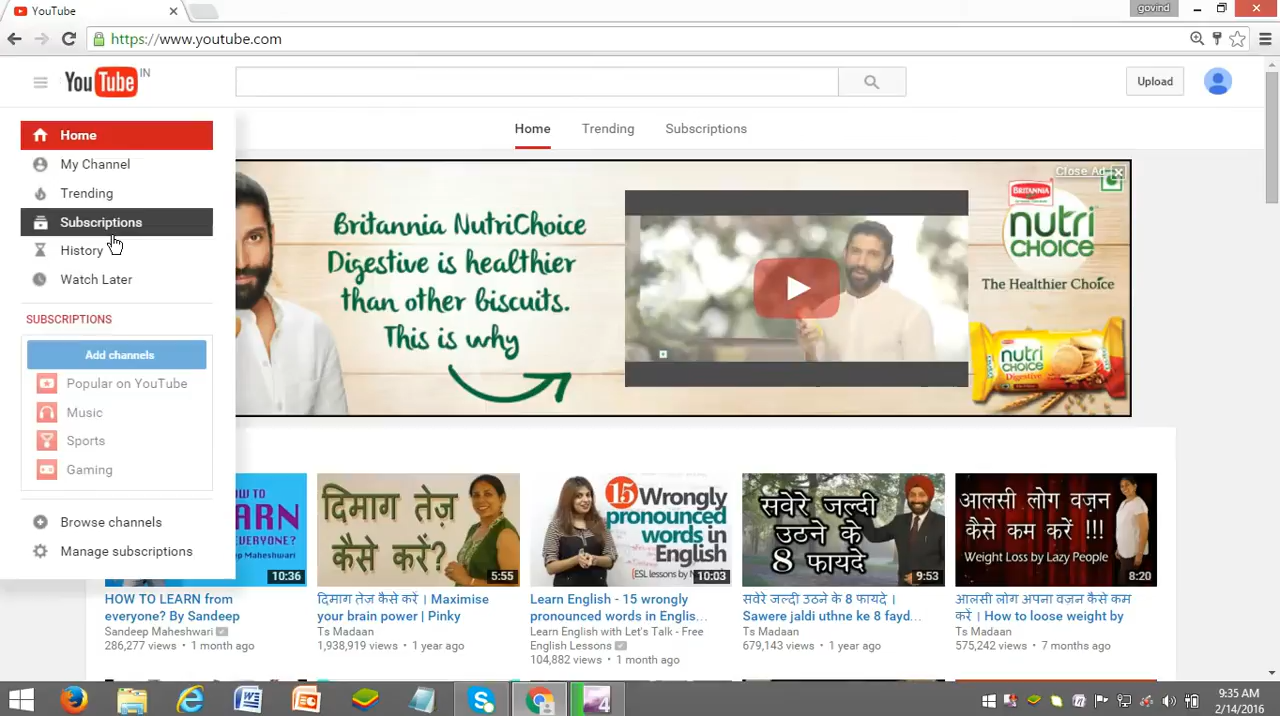 YouTube
govind
https://www.youtube.com
YouTube IN
Upload
Home
My Channel
Trending
Subscriptions
History
Watch Later
SUBSCRIPTIONS
Add channels
Popular on YouTube
Music
Sports
Gaming
Browse channels
Manage subscriptions
Home Trending Subscriptions
Close Ad
Britannia NutriChoice
Digestive is healthier
than other biscuits.
This is why
BRITANNIA
nutri
CHOICE
The Healthier Choice
nutri
CHOICE
Digestive
10:36
HOW TO LEARN from
everyone? By Sandeep
Sandeep Maheshwari
286,277 views • 1 month ago
दिमाग तेज़
कैसे करें?
5:55
दिमाग तेज कैसे करें । Maximise
your brain power | Pinky
Ts Madaan
1,938,919 views • 1 year ago
15 Wrongly
pronounced
words in
English
10:03
Learn English - 15 wrongly
pronounced words in Englis...
Learn English with Let's Talk - Free
English Lessons
104,882 views • 1 month ago
सवेरे जल्दी
उठने के
8 फायदे
9:53
सवेरे जल्दी उठने के 8 फायदे ।
Sawere jaldi uthne ke 8 fayd...
Ts Madaan
679,143 views • 1 year ago
आलसी लोग वज़न
कैसे कम करें !!!
Weight Loss by Lazy People
8:20
आलसी लोग अपना वजन कैसे कम
करें । How to loose weight by
Ts Madaan
575,242 views • 7 months ago
9:35 AM
2/14/2016